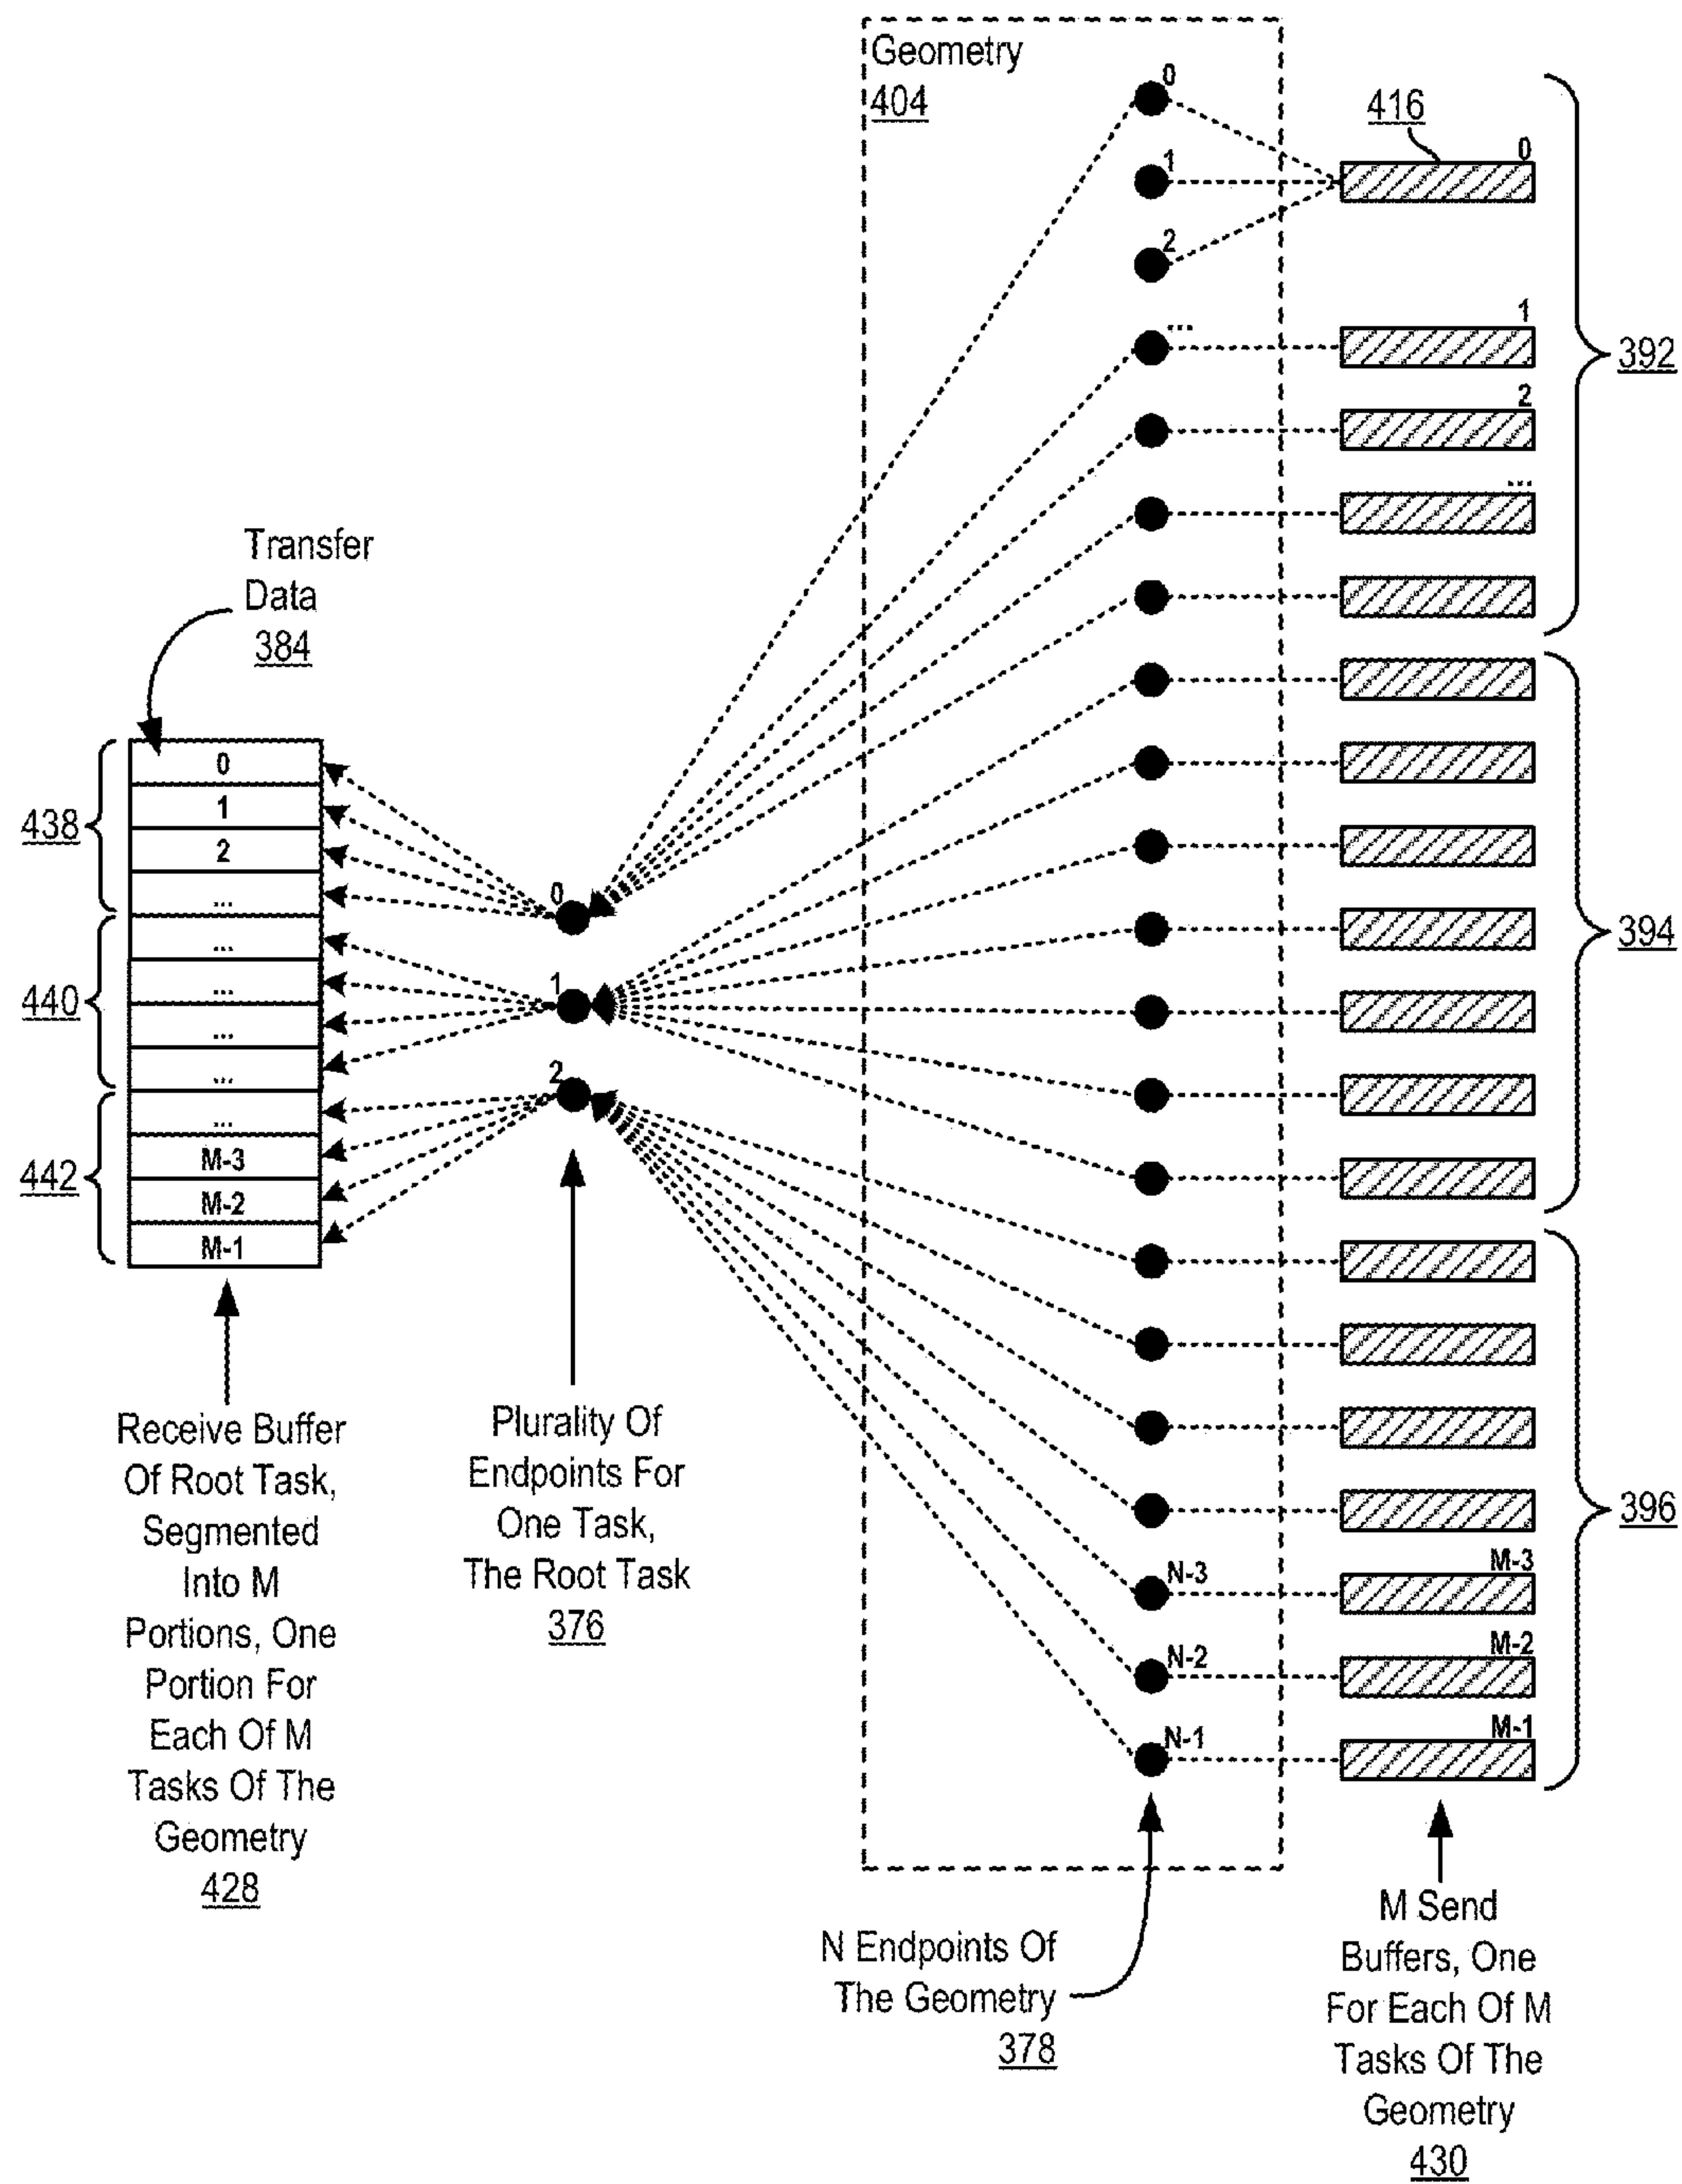 Geometry
404
0
1
2
...
416
0
1
2
...
392
394
396
Transfer
Data
384
0
1
2
...
...
...
...
...
...
M-3
M-2
M-1
438
440
442
0
1
2
N-3
N-2
N-1
M-3
M-2
M-1
Receive Buffer
Of Root Task,
Segmented
Into M
Portions, One
Portion For
Each Of M
Tasks Of The
Geometry
428
Plurality Of
Endpoints For
One Task,
The Root Task
376
N Endpoints Of
The Geometry
378
M Send
Buffers, One
For Each Of M
Tasks Of The
Geometry
430